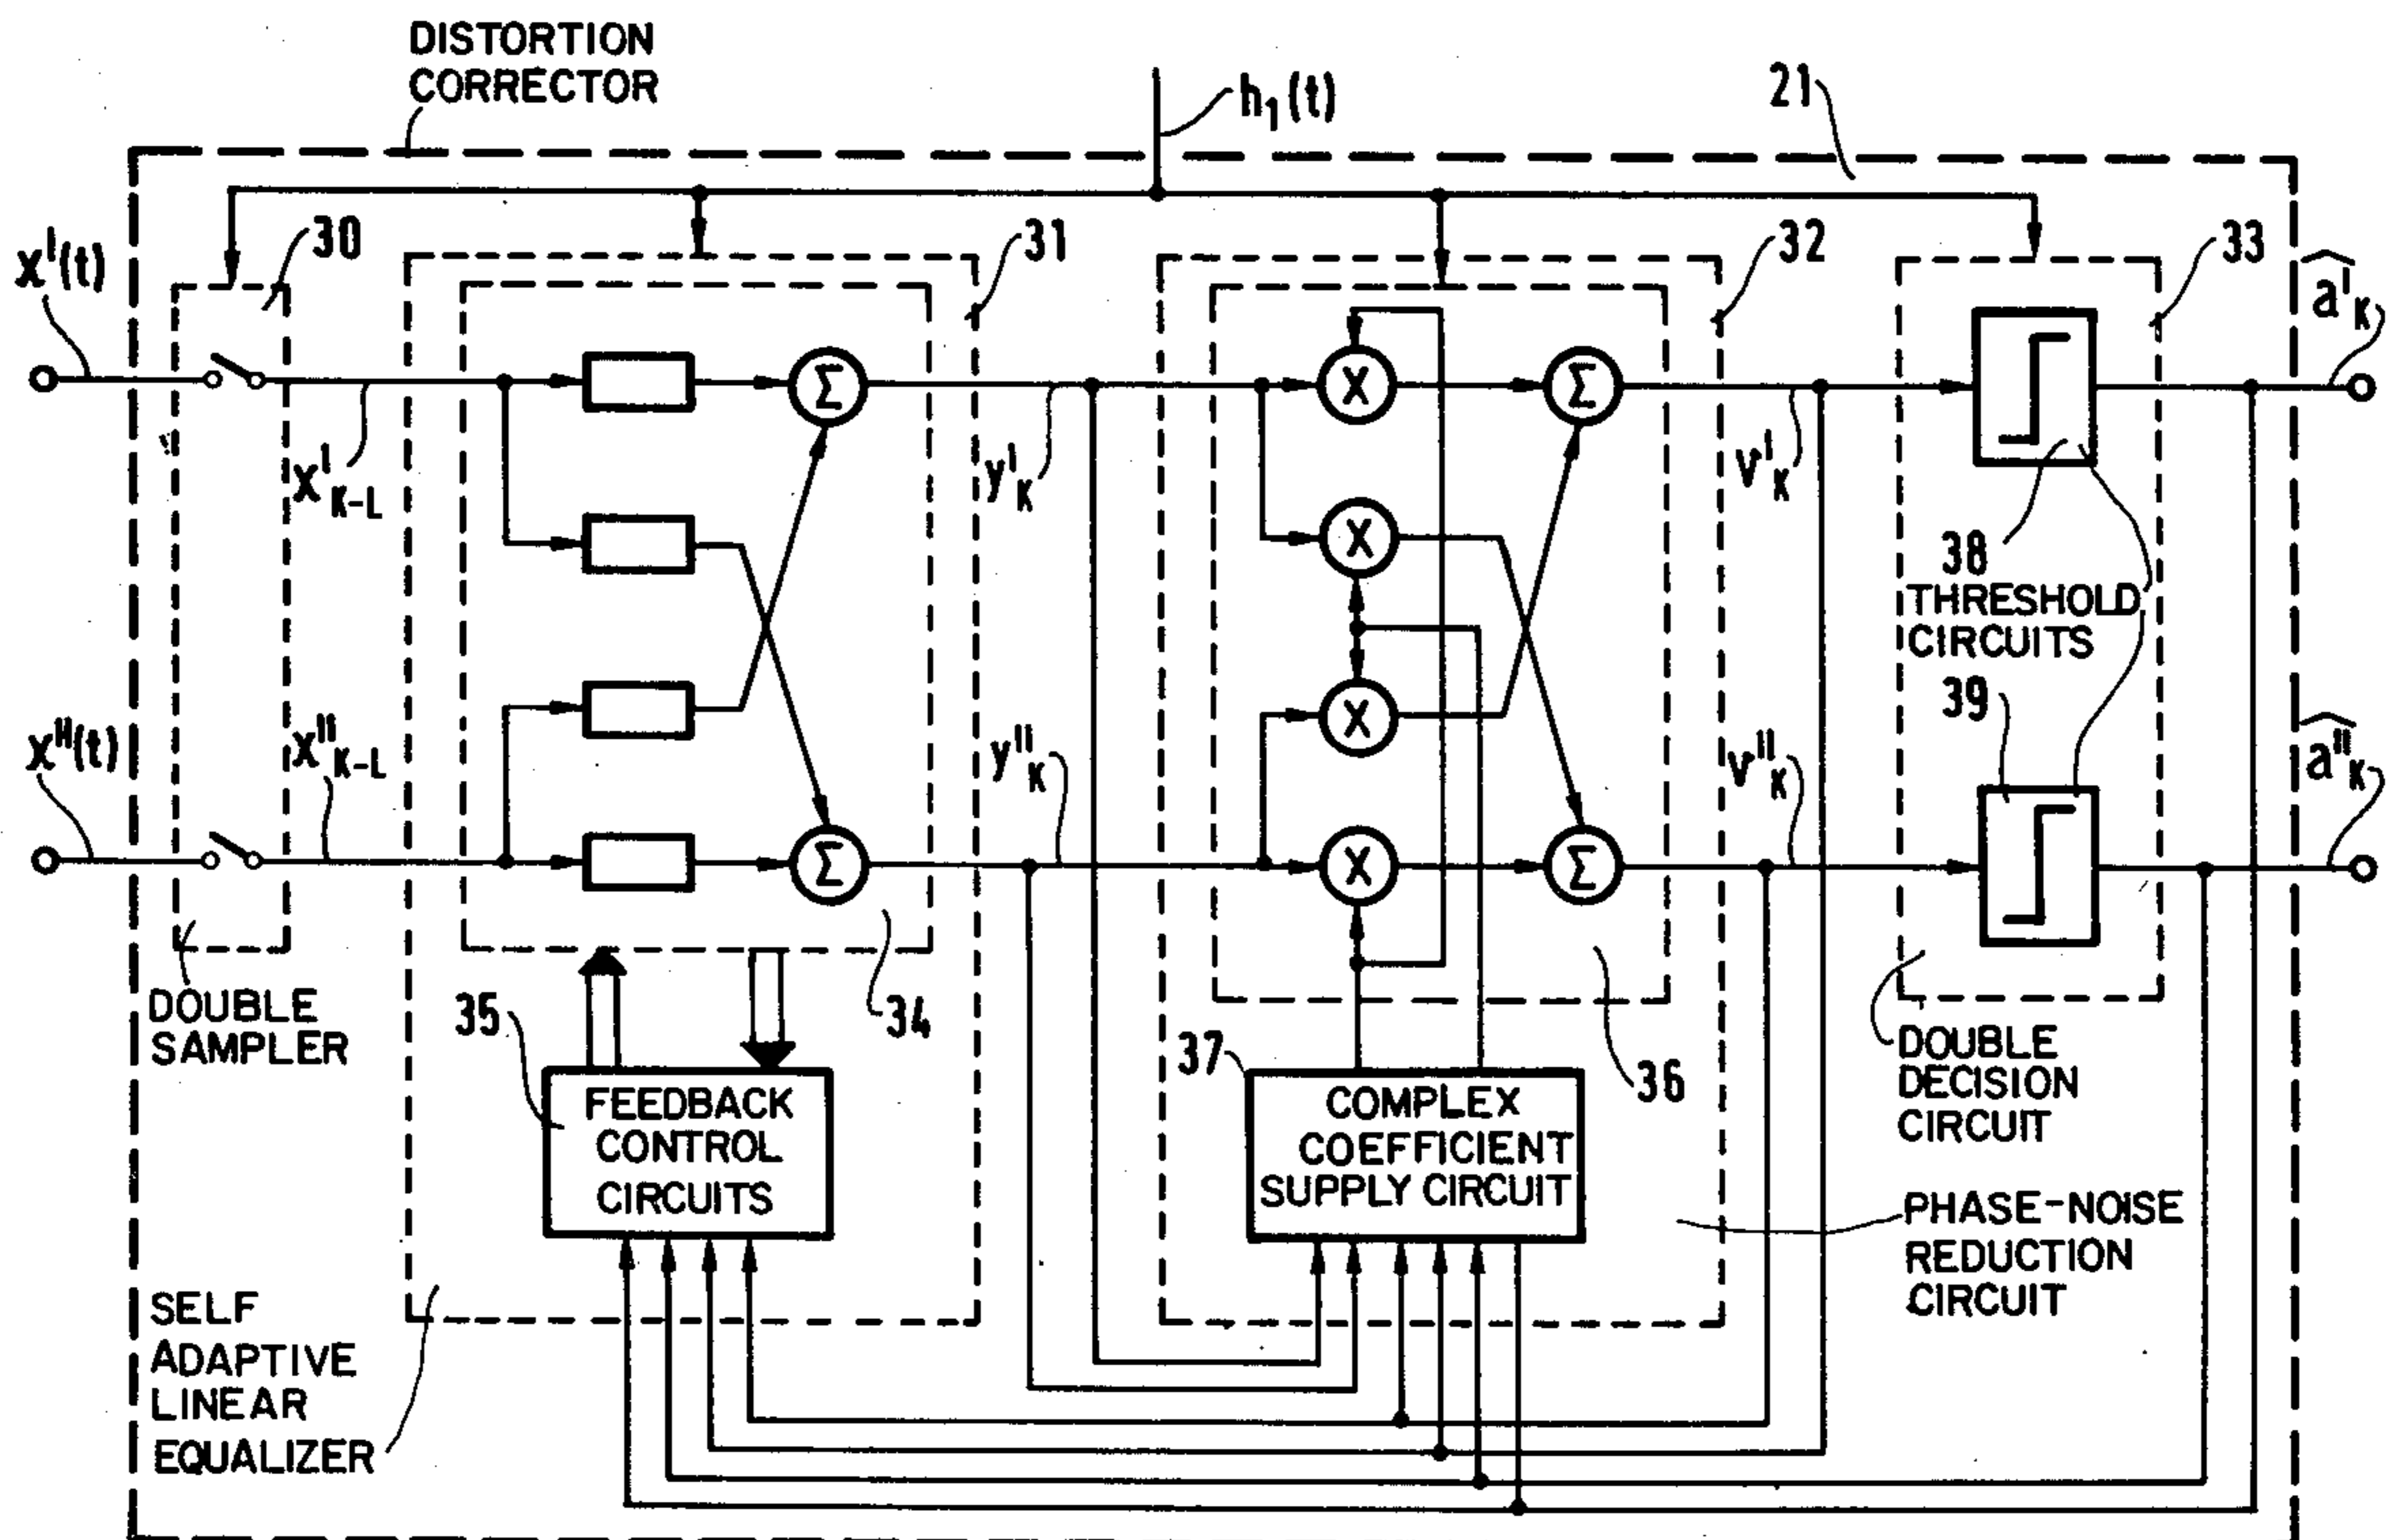 DISTORTION
CORRECTOR
h₁(t)
21
30
31
32
33
x'(t)
x'K-L
y'K
v'K
â'K
38
THRESHOLD
CIRCUITS
39
x"(t)
x"K-L
y"K
v"K
â"K
Σ
Σ
X
X
X
X
Σ
Σ
DOUBLE
SAMPLER
34
35
FEEDBACK
CONTROL
CIRCUITS
36
37
COMPLEX
COEFFICIENT
SUPPLY CIRCUIT
DOUBLE
DECISION
CIRCUIT
PHASE-NOISE
REDUCTION
CIRCUIT
SELF
ADAPTIVE
LINEAR
EQUALIZER